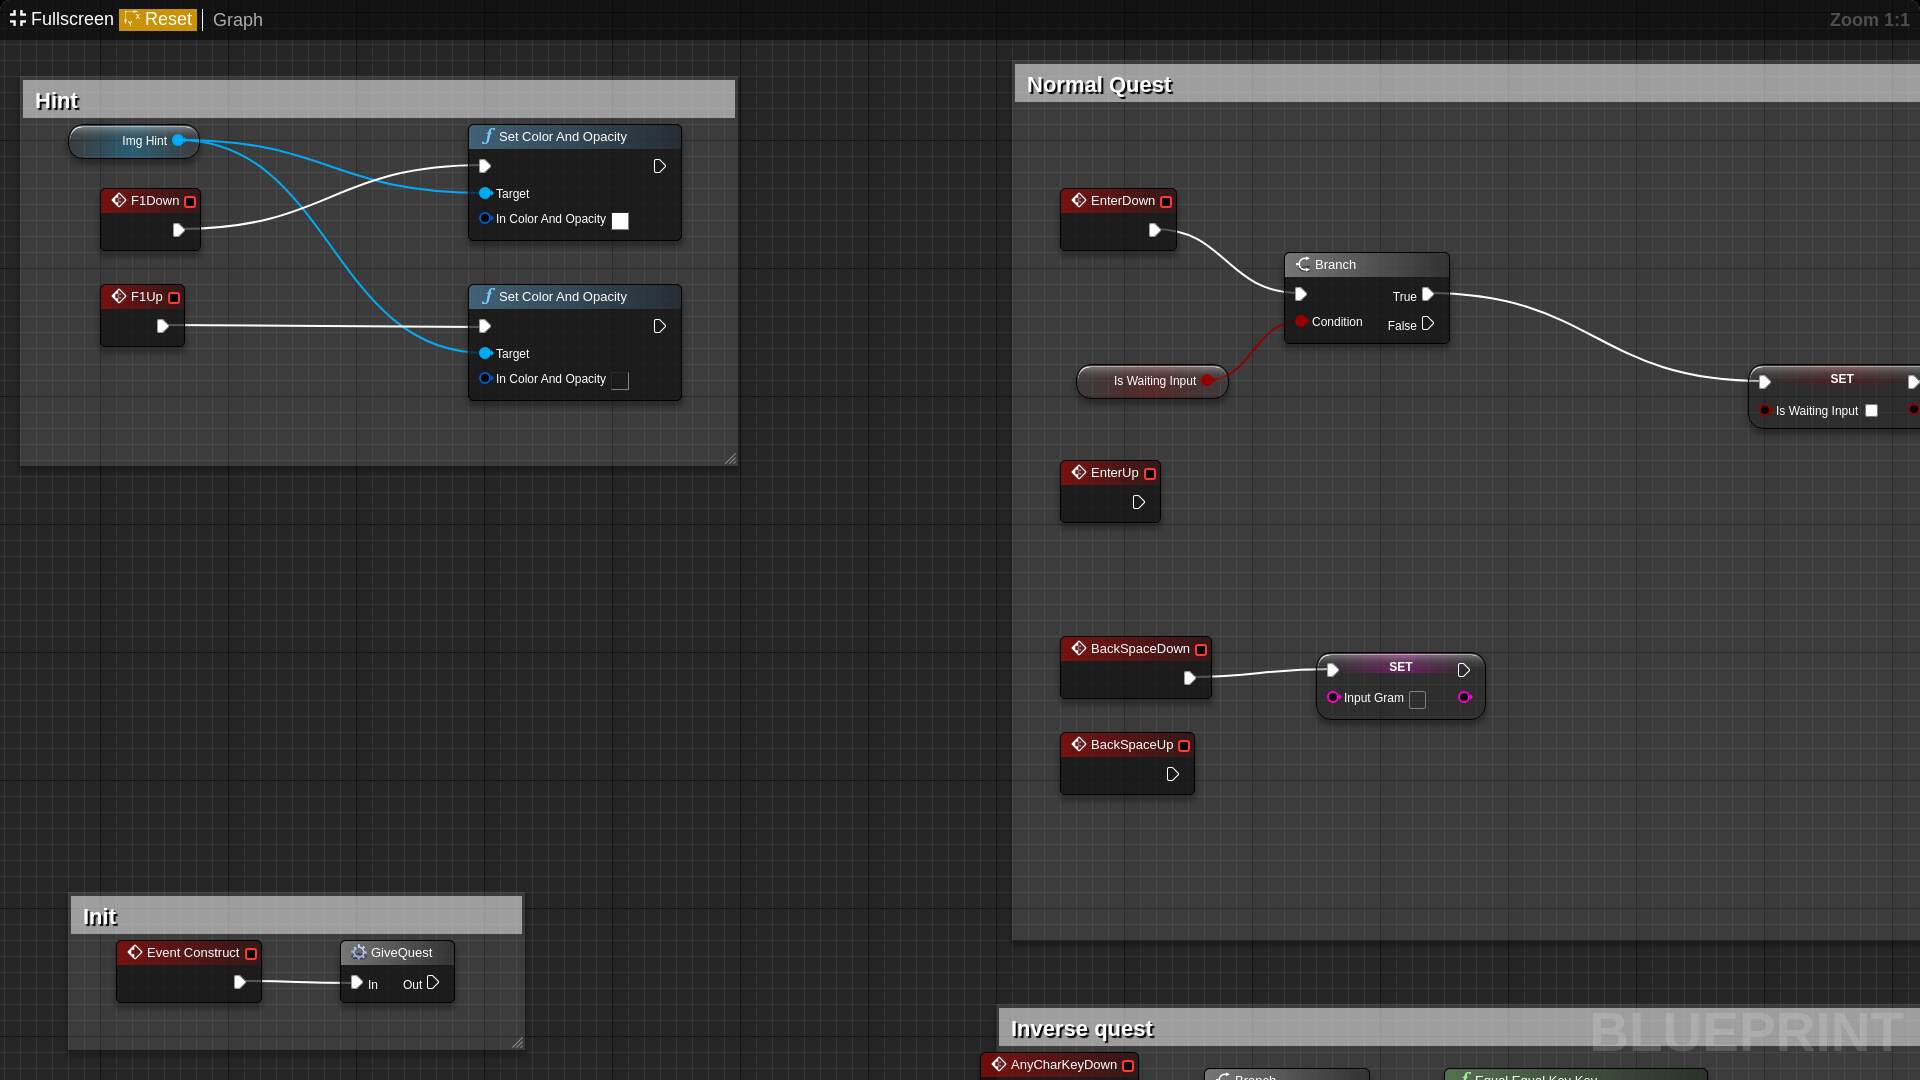 Fullscreen Reset Graph
Zoom 1:1
Hint
Img Hint
F1Down
F1Up
Set Color And Opacity
Target
In Color And Opacity
Set Color And Opacity
Target
In Color And Opacity
Normal Quest
EnterDown
Branch
True
Condition
False
Is Waiting Input
SET
Is Waiting Input
EnterUp
BackSpaceDown
SET
Input Gram
BackSpaceUp
Init
Event Construct
GiveQuest
In Out
Inverse quest
BLUEPRINT
AnyCharKeyDown
Branch
Equal Equal Key Key